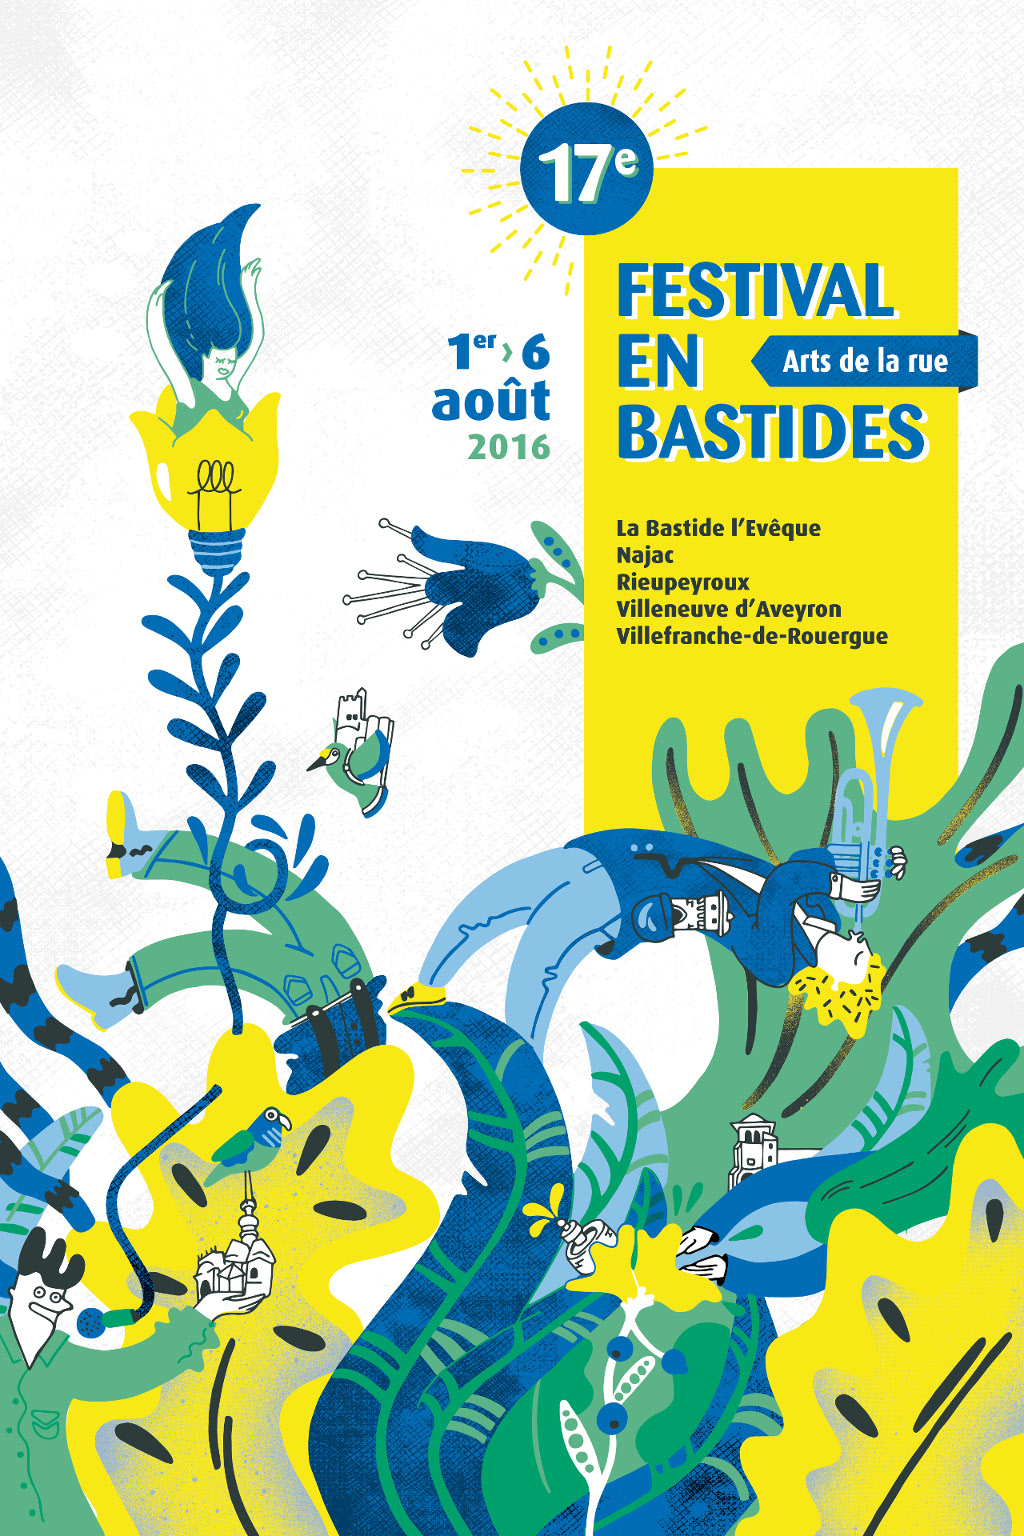 17e
FESTIVAL
EN
Arts de la rue
BASTIDES
1er › 6
août
2016
La Bastide l'Evêque
Najac
Rieupeyroux
Villeneuve d'Aveyron
Villefranche-de-Rouergue